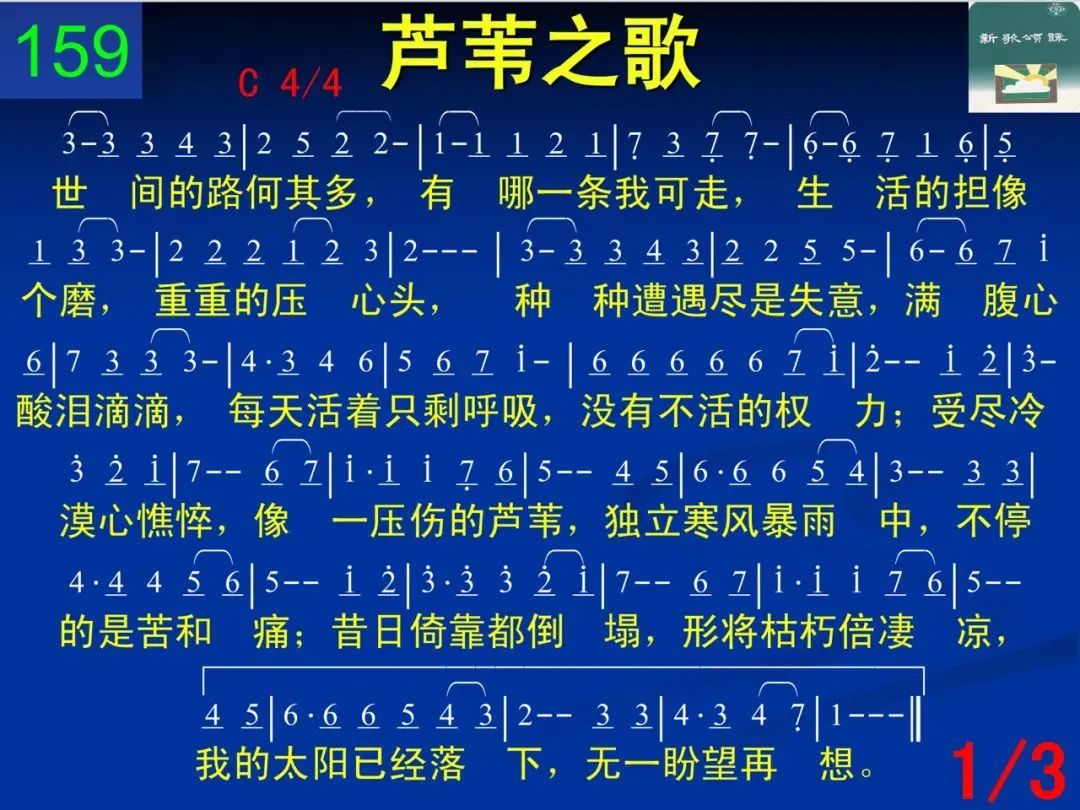 159
芦苇之歌
新歌頌詠
C 4/4
3-3 3 4 3|2 5 2 2-|1-1 1 2 1|7 3 7 7-|6-6 7 1 6|5
世 间的路何其多，有 哪一条我可走， 生 活的担像
1 3 3-|2 2 2 1 2 3|2---|3-3 3 4 3|2 2 5 5-|6-6 7 i
个磨， 重重的压 心头， 种 种遭遇尽是失意，满 腹心
6|7 3 3 3-|4·3 4 6|5 6 7 i-|6 6 6 6 6 7 i|2-- i 2|3-
酸泪滴滴， 每天活着只剩呼吸，没有不活的权 力；受尽冷
3 2 i|7-- 6 7|i·i i 7 6|5-- 4 5|6·6 6 5 4|3-- 3 3|
漠心憔悴，像 一压伤的芦苇，独立寒风暴雨 中，不停
4·4 4 5 6|5-- i 2|3·3 3 2 i|7-- 6 7|i·i i 7 6|5--
的是苦和 痛；昔日倚靠都倒 塌，形将枯朽倍凄 凉，
4 5|6·6 6 5 4 3|2-- 3 3|4·3 4 7|1---‖
我的太阳已经落 下，无一盼望再 想。
1/3